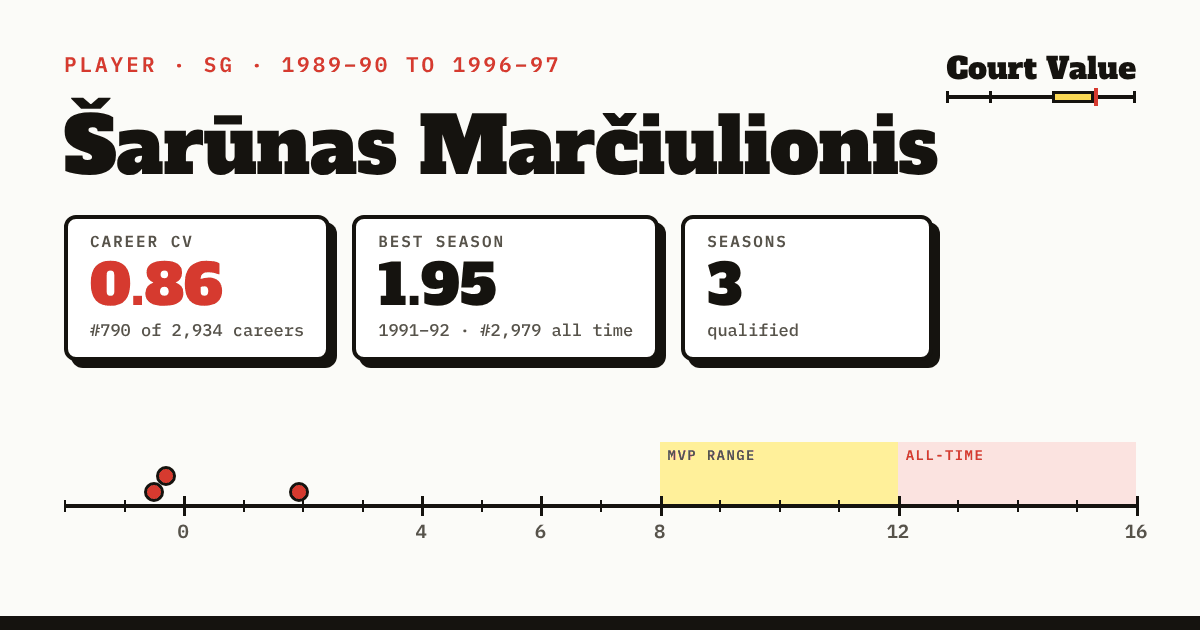 PLAYER · SG · 1989–90 TO 1996–97
Court Value
Šarūnas Marčiulionis
CAREER CV
0.86
#790 of 2,934 careers
BEST SEASON
1.95
1991–92 · #2,979 all time
SEASONS
3
qualified
MVP RANGE
ALL-TIME
0 4 6 8 12 16